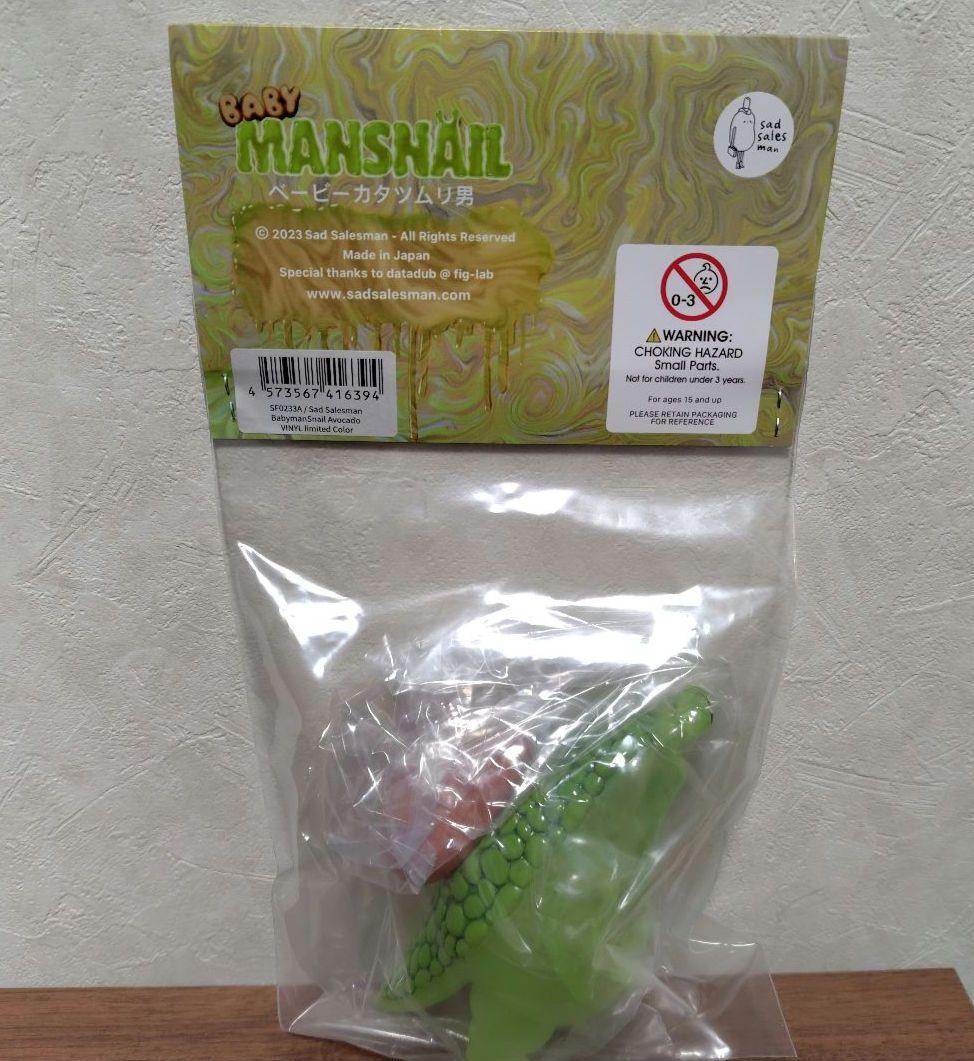 BABY
MANSNAIL
ベービーカタツムリ男
© 2023 Sad Salesman - All Rights Reserved
Made in Japan
Special thanks to datadub @ fig-lab
www.sadsalesman.com
sad
sales
man
0-3
WARNING:
CHOKING HAZARD
Small Parts.
Not for children under 3 years.
For ages 15 and up
PLEASE RETAIN PACKAGING
FOR REFERENCE
4 573567 416394
SF0233A / Sad Salesman
BabymanSnail Avocado
VINYL limited Color